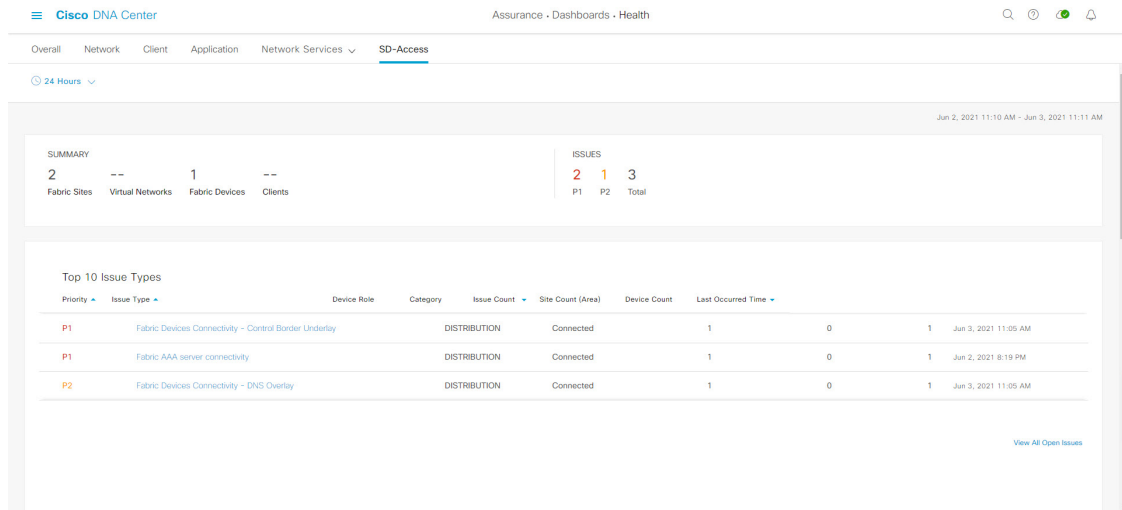 Cisco DNA Center
Assurance · Dashboards · Health
Overall Network Client Application Network Services SD-Access
24 Hours
Jun 2, 2021 11:10 AM - Jun 3, 2021 11:11 AM
SUMMARY
2 -- 1 --
Fabric Sites Virtual Networks Fabric Devices Clients
ISSUES
2 1 3
P1 P2 Total
Top 10 Issue Types
Priority Issue Type Device Role Category Issue Count Site Count (Area) Device Count Last Occurred Time
P1 Fabric Devices Connectivity - Control Border Underlay DISTRIBUTION Connected 1 0 1 Jun 3, 2021 11:05 AM
P1 Fabric AAA server connectivity DISTRIBUTION Connected 1 0 1 Jun 2, 2021 8:19 PM
P2 Fabric Devices Connectivity - DNS Overlay DISTRIBUTION Connected 1 0 1 Jun 3, 2021 11:05 AM
View All Open Issues